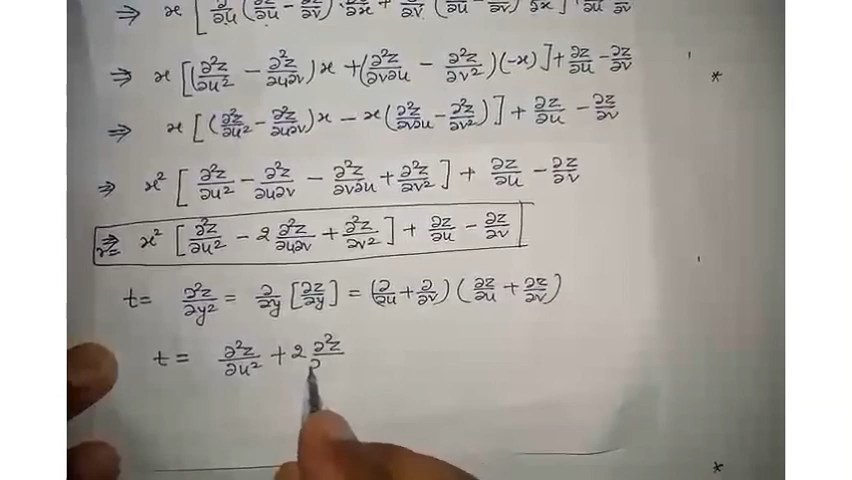 ⇒ x [ ∂/∂u (∂z/∂u − ∂z/∂v) · ∂u/∂x + ∂/∂v (∂z/∂u − ∂z/∂v) ∂v/∂x ] + ∂z/∂u − ∂z/∂v
⇒ x [ (∂²z/∂u² − ∂²z/∂u∂v) x + (∂²z/∂v∂u − ∂²z/∂v²) (−x) ] + ∂z/∂u − ∂z/∂v
⇒ x [ (∂²z/∂u² − ∂²z/∂u∂v) x − x (∂²z/∂v∂u − ∂²z/∂v²) ] + ∂z/∂u − ∂z/∂v
⇒ x² [ ∂²z/∂u² − ∂²z/∂u∂v − ∂²z/∂v∂u + ∂²z/∂v² ] + ∂z/∂u − ∂z/∂v
⇒ r = x² [ ∂²z/∂u² − 2 ∂²z/∂u∂v + ∂²z/∂v² ] + ∂z/∂u − ∂z/∂v
t = ∂²z/∂y² = ∂/∂y [ ∂z/∂y ] = (∂/∂u + ∂/∂v) (∂z/∂u + ∂z/∂v)
t = ∂²z/∂u² + 2 ∂²z/∂